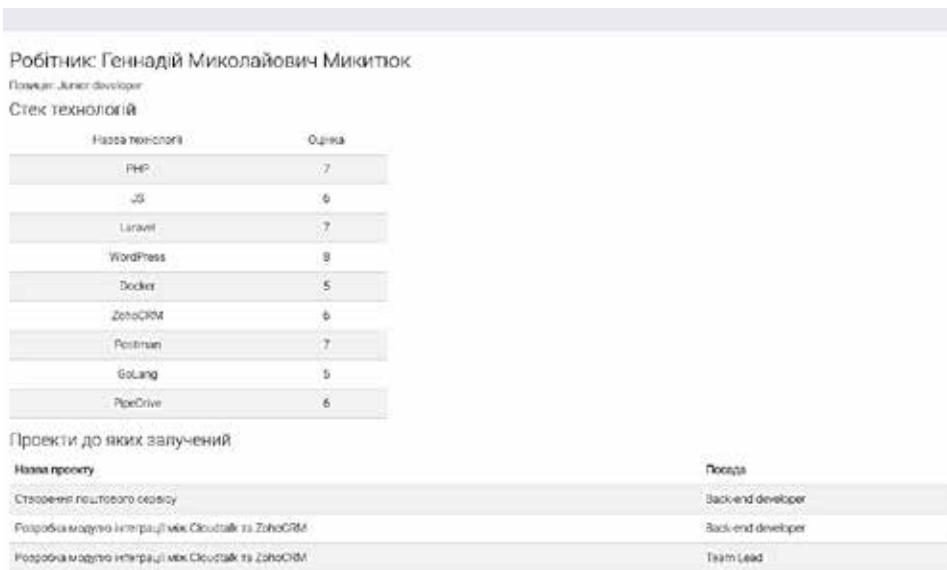 Робітник: Геннадій Миколайович Микитюк
Позиція: Junior developer
Стек технологій
Назва технології Оцінка
PHP 7
JS 6
Laravel 7
WordPress 8
Docker 5
ZohoCRM 6
Postman 7
GoLang 5
PipeDrive 6
Проекти до яких залучений
Назва проекту Посада
Створення поштового сервісу Back-end developer
Розробка модулю інтеграції між Cloudtalk та ZohoCRM Back-end developer
Розробка модулю інтеграції між Cloudtalk та ZohoCRM Team Lead